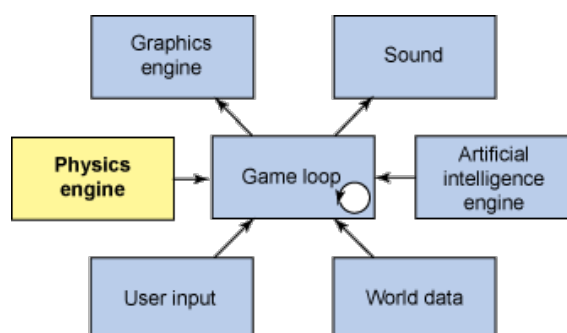 Graphics
engine
Sound
Physics
engine
Game loop
Artificial
intelligence
engine
User input
World data